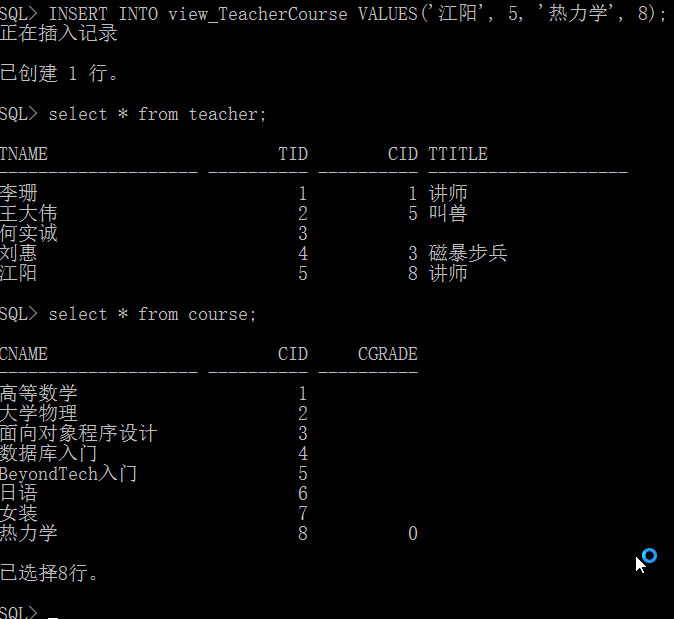 SQL> INSERT INTO view_TeacherCourse VALUES('江阳', 5, '热力学', 8);
正在插入记录
已创建 1 行。
SQL> select * from teacher;
TNAME                       TID        CID TTITLE
-------------------- ---------- ---------- --------------------
李珊                          1          1 讲师
王大伟                        2          5 叫兽
何实诚                        3
刘惠                          4          3 磁暴步兵
江阳                          5          8 讲师
SQL> select * from course;
CNAME                       CID     CGRADE
-------------------- ---------- ----------
高等数学                      1
大学物理                      2
面向对象程序设计              3
数据库入门                    4
BeyondTech入门                5
日语                          6
女装                          7
热力学                        8          0
已选择8行。
SQL> _